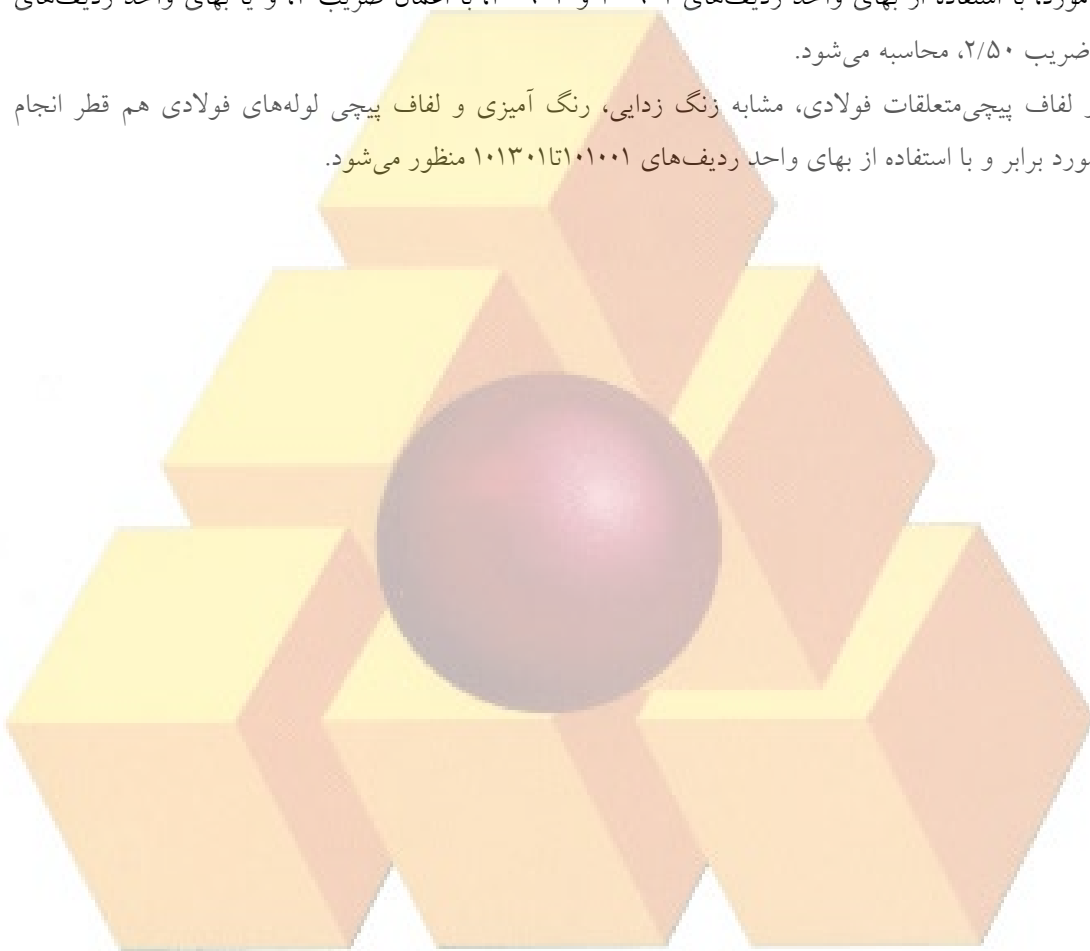 مورد، با استفاده از بهای واحد ردیف‌های و با اعمال ضریب و یا بهای واحد ردیف‌های
ضریب ۲/۵۰، محاسبه می‌شود.
و لفاف پیچی‌متعلقات فولادی، مشابه زنگ زدایی، رنگ آمیزی و لفاف پیچی لوله‌های فولادی هم قطر انجام
مورد برابر و با استفاده از بهای واحد ردیف‌های ۱۰۱۰۰۱تا۱۰۱۳۰۱ منظور می‌شود.